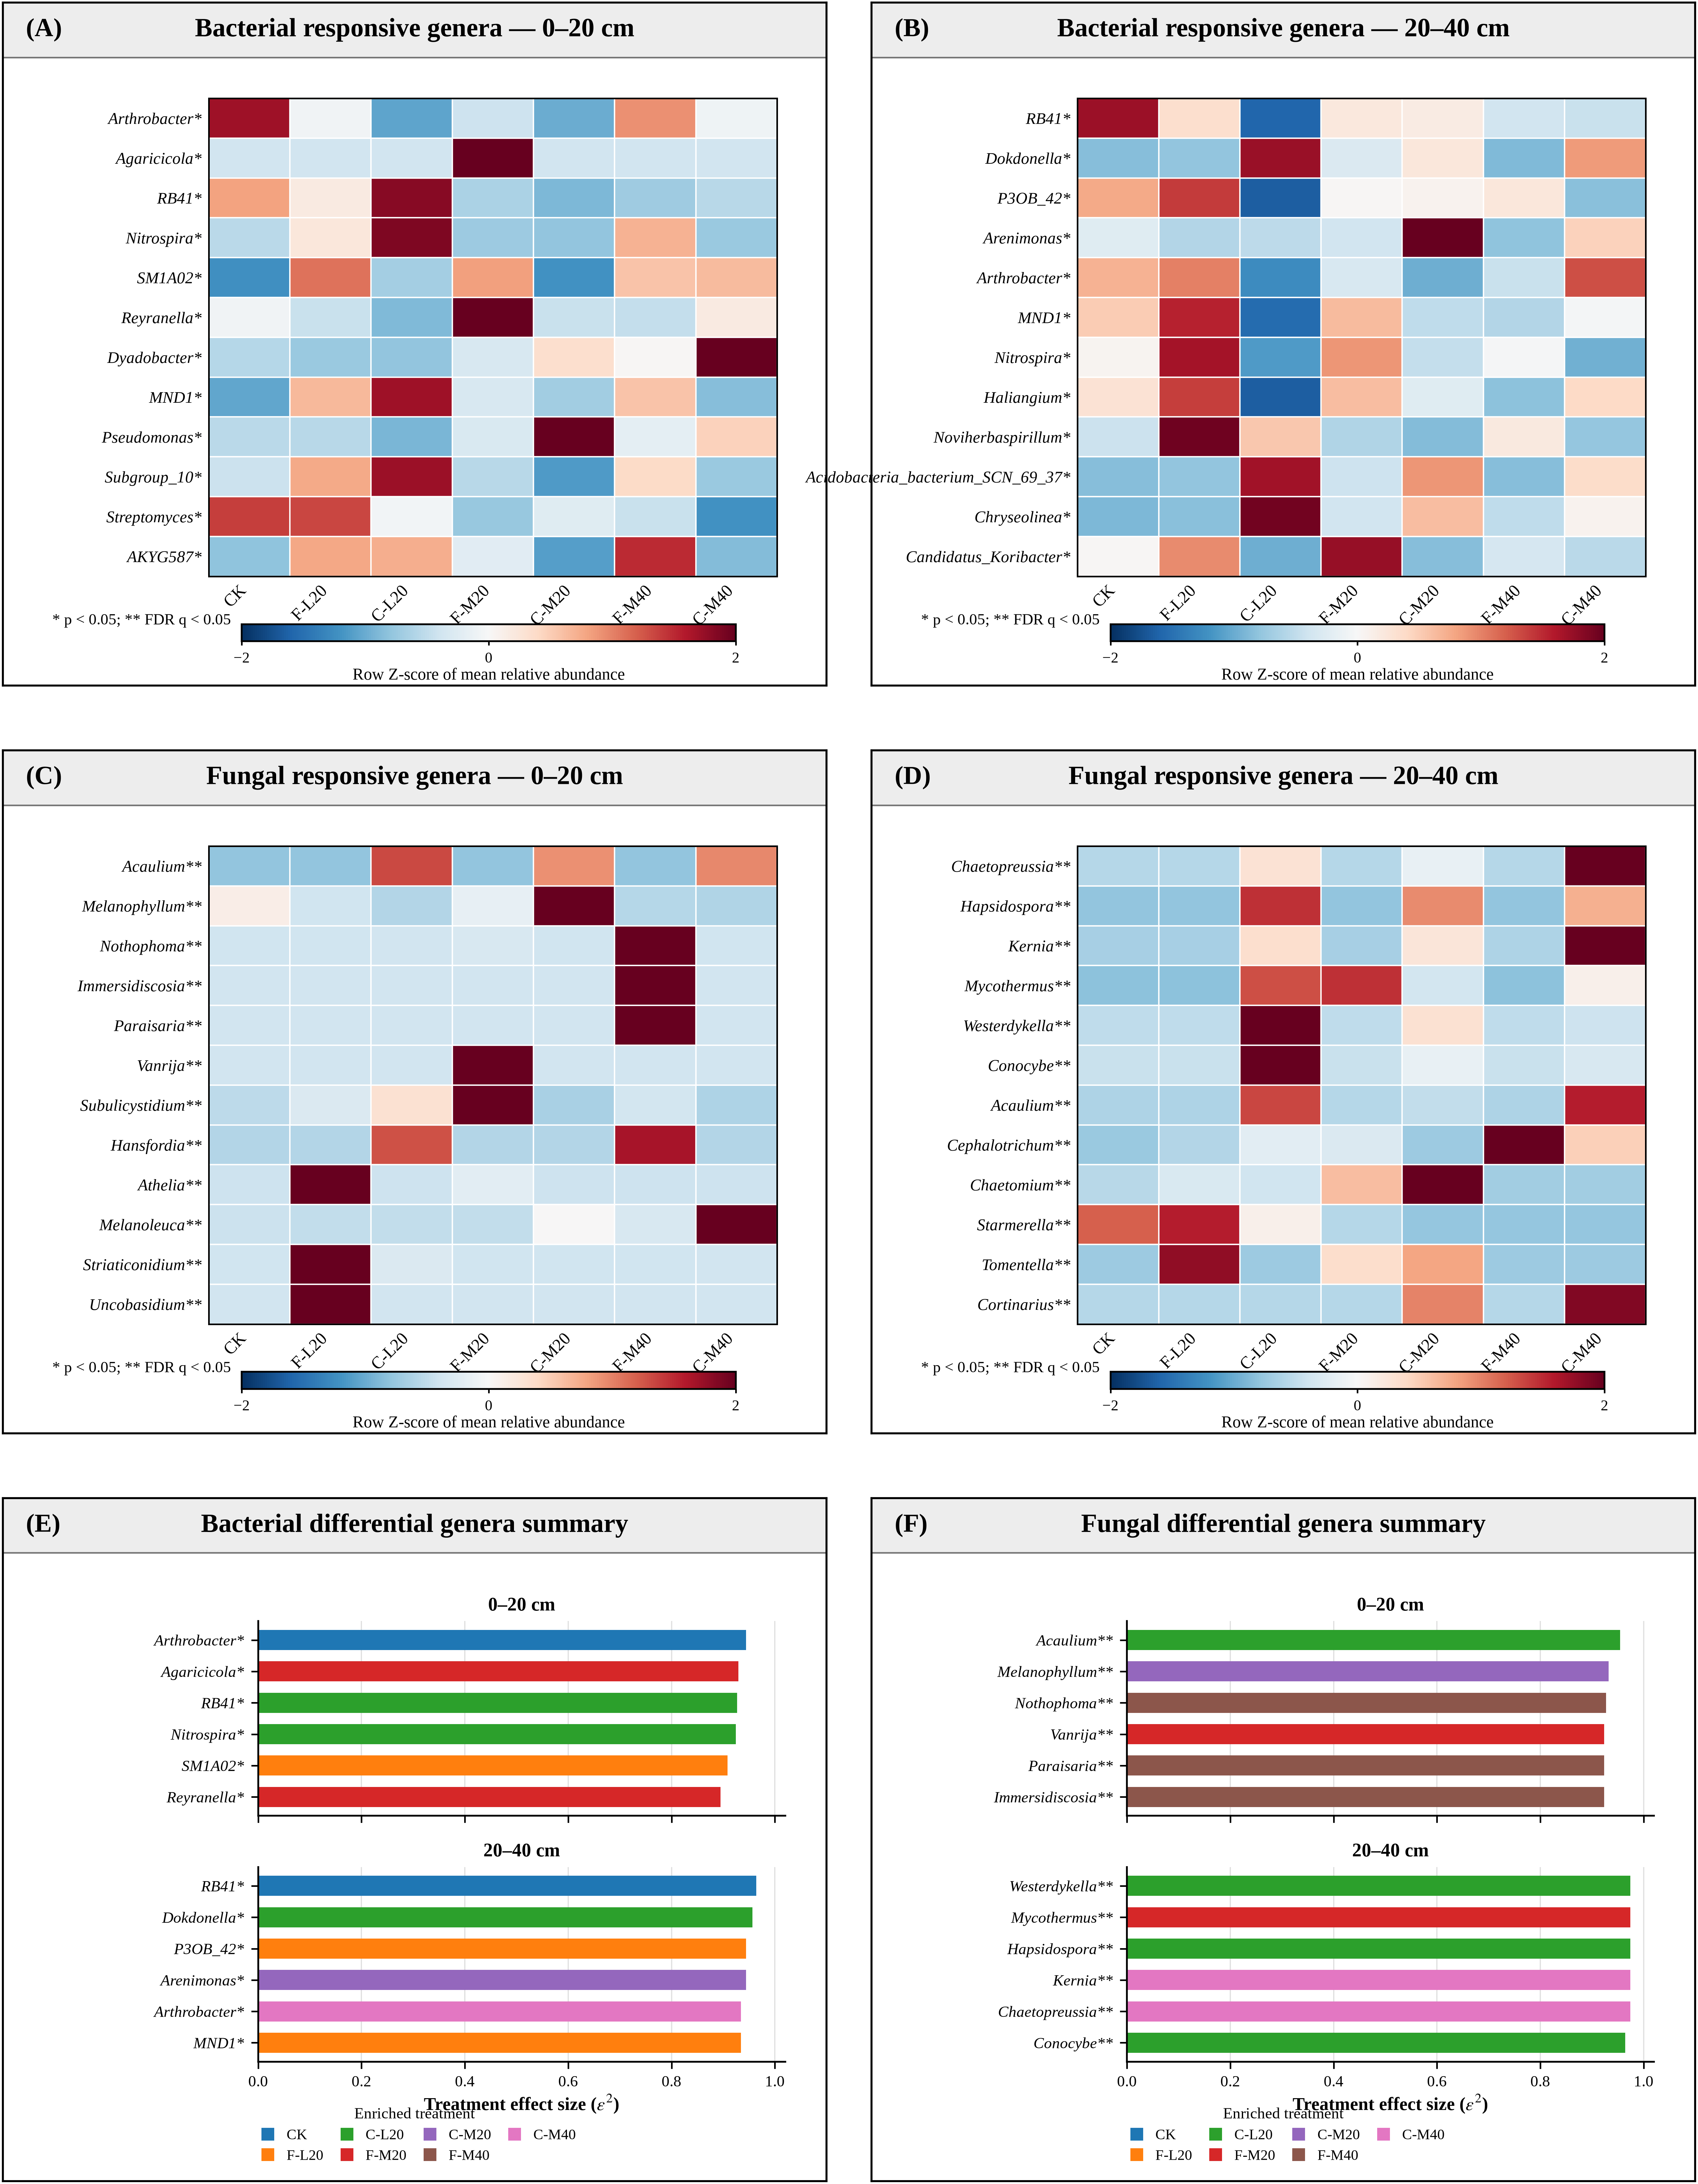 (A) Bacterial responsive genera — 0–20 cm
Arthrobacter*
Agaricicola*
RB41*
Nitrospira*
SM1A02*
Reyranella*
Dyadobacter*
MND1*
Pseudomonas*
Subgroup_10*
Streptomyces*
AKYG587*
CK F-L20 C-L20 F-M20 C-M20 F-M40 C-M40
* p < 0.05; ** FDR q < 0.05
−2 0 2
Row Z-score of mean relative abundance
(B) Bacterial responsive genera — 20–40 cm
RB41*
Dokdonella*
P3OB_42*
Arenimonas*
Arthrobacter*
MND1*
Nitrospira*
Haliangium*
Noviherbaspirillum*
Acidobacteria_bacterium_SCN_69_37*
Chryseolinea*
Candidatus_Koribacter*
CK F-L20 C-L20 F-M20 C-M20 F-M40 C-M40
* p < 0.05; ** FDR q < 0.05
−2 0 2
Row Z-score of mean relative abundance
(C) Fungal responsive genera — 0–20 cm
Acaulium**
Melanophyllum**
Nothophoma**
Immersidiscosia**
Paraisaria**
Vanrija**
Subulicystidium**
Hansfordia**
Athelia**
Melanoleuca**
Striaticonidium**
Uncobasidium**
CK F-L20 C-L20 F-M20 C-M20 F-M40 C-M40
* p < 0.05; ** FDR q < 0.05
−2 0 2
Row Z-score of mean relative abundance
(D) Fungal responsive genera — 20–40 cm
Chaetopreussia**
Hapsidospora**
Kernia**
Mycothermus**
Westerdykella**
Conocybe**
Acaulium**
Cephalotrichum**
Chaetomium**
Starmerella**
Tomentella**
Cortinarius**
CK F-L20 C-L20 F-M20 C-M20 F-M40 C-M40
* p < 0.05; ** FDR q < 0.05
−2 0 2
Row Z-score of mean relative abundance
(E) Bacterial differential genera summary
0–20 cm
Arthrobacter*
Agaricicola*
RB41*
Nitrospira*
SM1A02*
Reyranella*
20–40 cm
RB41*
Dokdonella*
P3OB_42*
Arenimonas*
Arthrobacter*
MND1*
0.0 0.2 0.4 0.6 0.8 1.0
Treatment effect size (ε²)
Enriched treatment
CK C-L20 C-M20 C-M40
F-L20 F-M20 F-M40
(F) Fungal differential genera summary
0–20 cm
Acaulium**
Melanophyllum**
Nothophoma**
Vanrija**
Paraisaria**
Immersidiscosia**
20–40 cm
Westerdykella**
Mycothermus**
Hapsidospora**
Kernia**
Chaetopreussia**
Conocybe**
0.0 0.2 0.4 0.6 0.8 1.0
Treatment effect size (ε²)
Enriched treatment
CK C-L20 C-M20 C-M40
F-L20 F-M20 F-M40